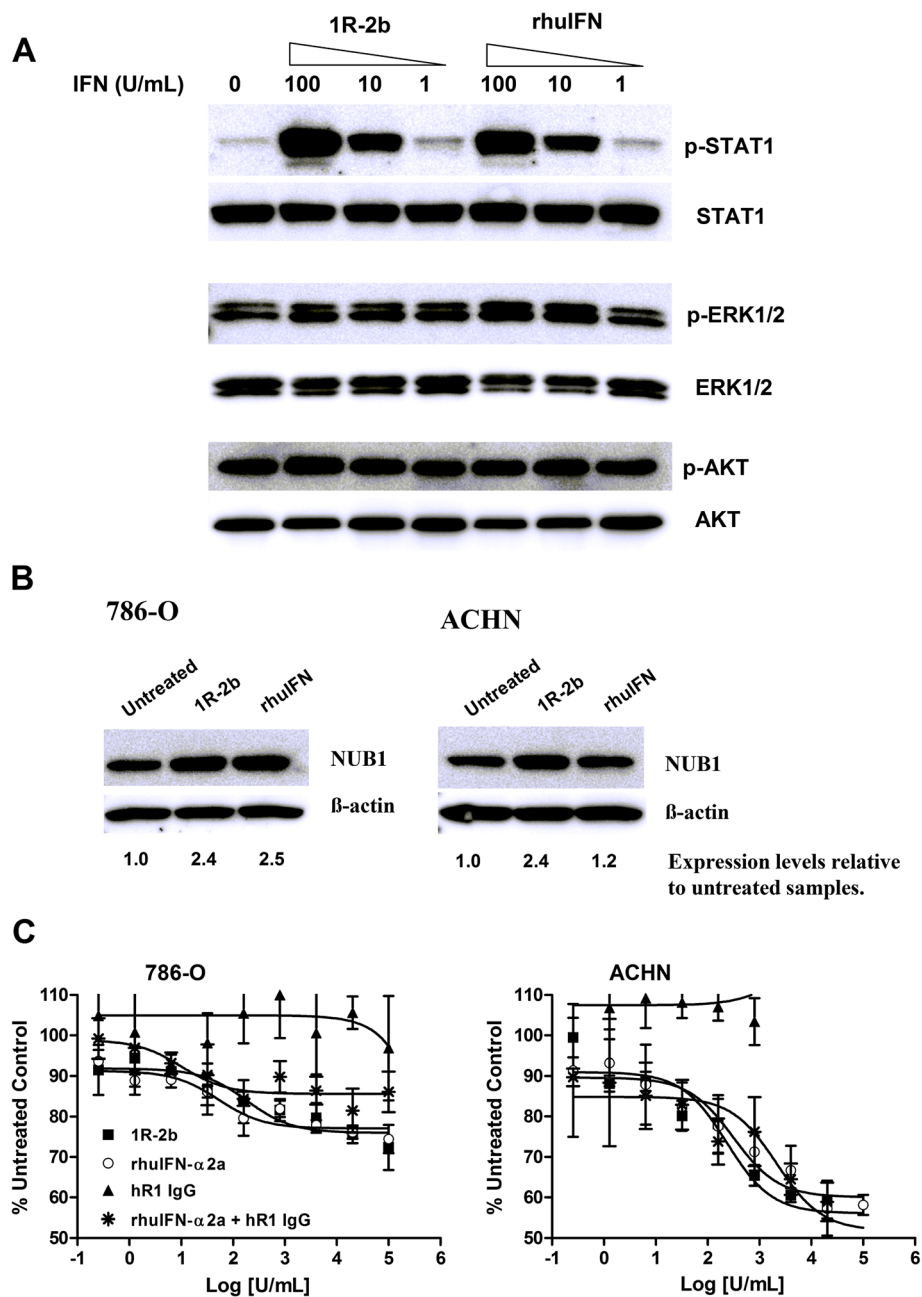 A
1R-2b
rhuIFN
IFN (U/mL)
0
100
10
1
100
10
1
p-STAT1
STAT1
p-ERK1/2
ERK1/2
p-AKT
AKT
B
786-O
ACHN
Untreated
1R-2b
rhuIFN
Untreated
1R-2b
rhuIFN
NUB1
NUB1
ß-actin
ß-actin
1.0
2.4
2.5
1.0
2.4
1.2
Expression levels relative
to untreated samples.
C
786-O
% Untreated Control
110
100
90
80
70
60
50
1R-2b
rhuIFN-α2a
hR1 IgG
rhuIFN-α2a + hR1 IgG
-1
0
1
2
3
4
5
6
Log [U/mL]
ACHN
% Untreated Control
110
100
90
80
70
60
50
-1
0
1
2
3
4
5
6
Log [U/mL]